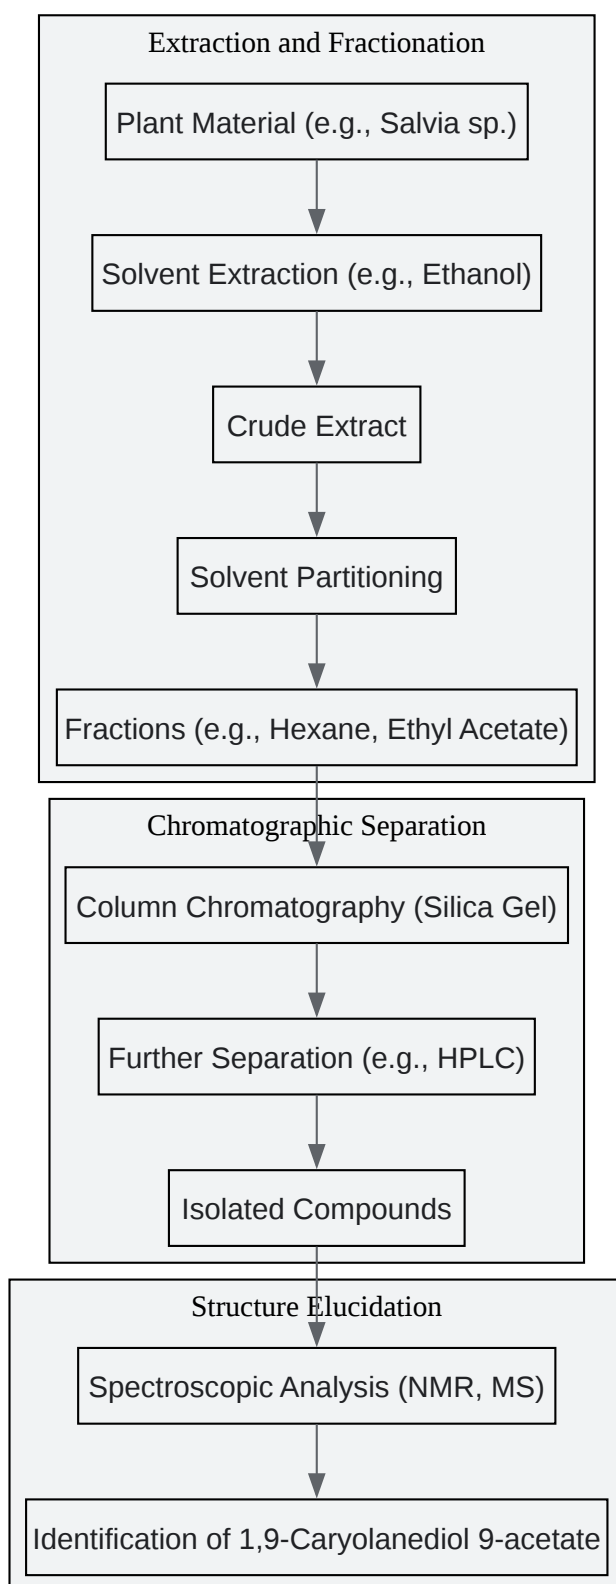 Extraction and Fractionation
Plant Material (e.g., Salvia sp.)
Solvent Extraction (e.g., Ethanol)
Crude Extract
Solvent Partitioning
Fractions (e.g., Hexane, Ethyl Acetate)
Chromatographic Separation
Column Chromatography (Silica Gel)
Further Separation (e.g., HPLC)
Isolated Compounds
Structure Elucidation
Spectroscopic Analysis (NMR, MS)
Identification of 1,9-Caryolanediol 9-acetate